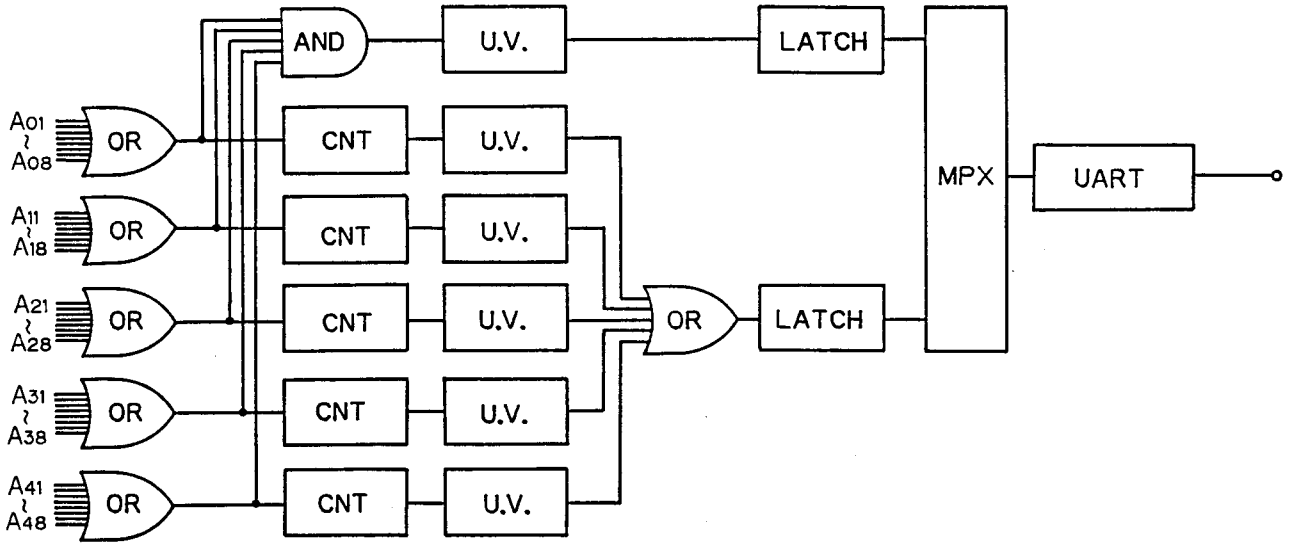 AND U.V. LATCH
A01
~
A08
OR CNT U.V.
MPX UART
A11
~
A18
OR CNT U.V.
A21
~
A28
OR CNT U.V. OR LATCH
A31
~
A38
OR CNT U.V.
A41
~
A48
OR CNT U.V.